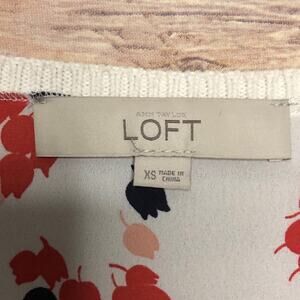 ANN TAYLOR
LOFT
XS MADE IN
CHINA